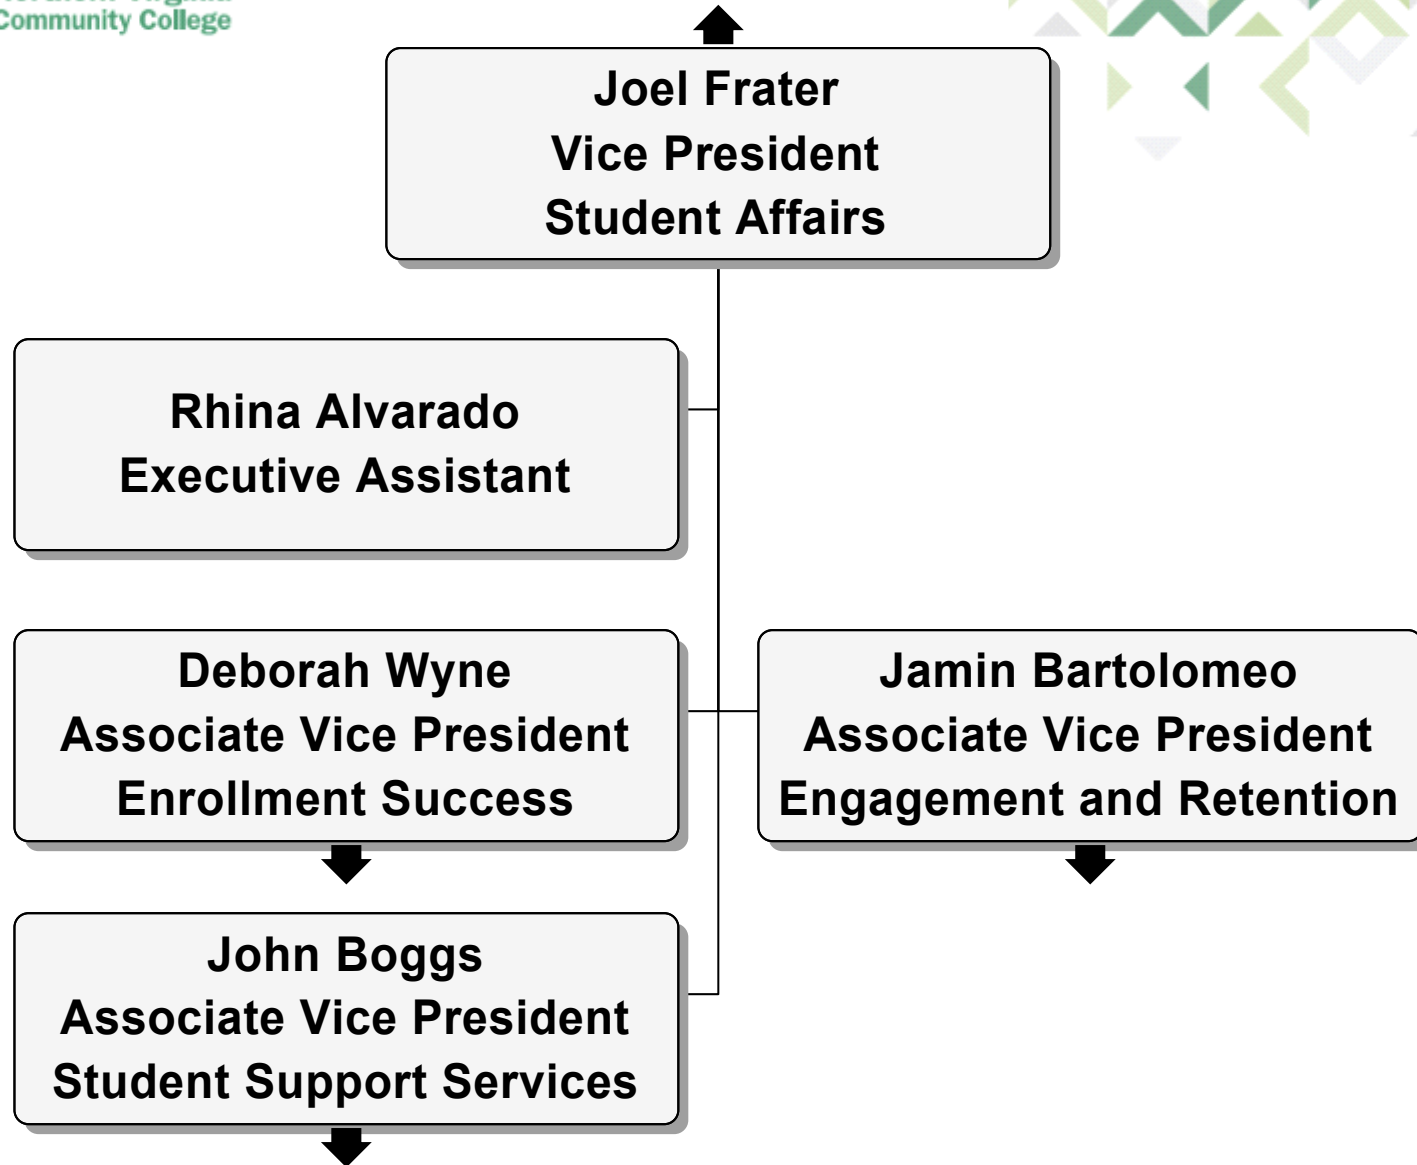 Community College
Joel Frater
Vice President
Student Affairs
Rhina Alvarado
Executive Assistant
Deborah Wyne
Associate Vice President
Enrollment Success
Jamin Bartolomeo
Associate Vice President
Engagement and Retention
John Boggs
Associate Vice President
Student Support Services